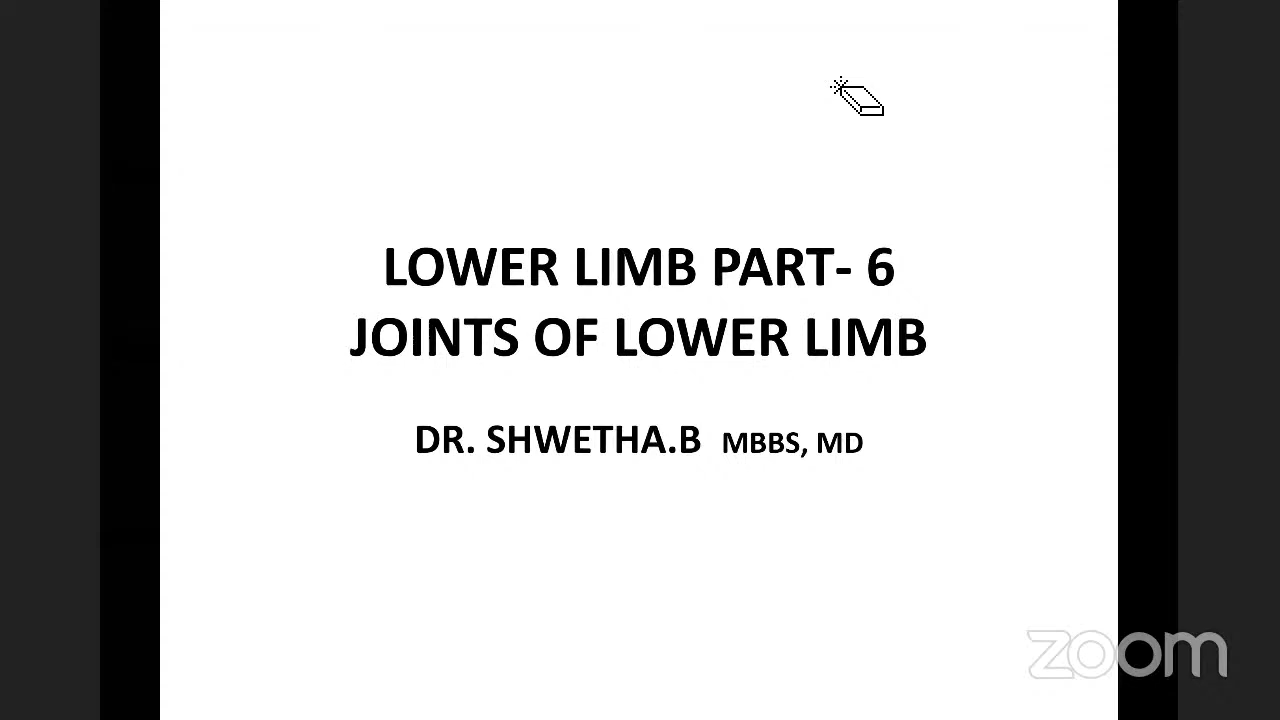 LOWER LIMB PART- 6
JOINTS OF LOWER LIMB
DR. SHWETHA.B MBBS, MD
zoom